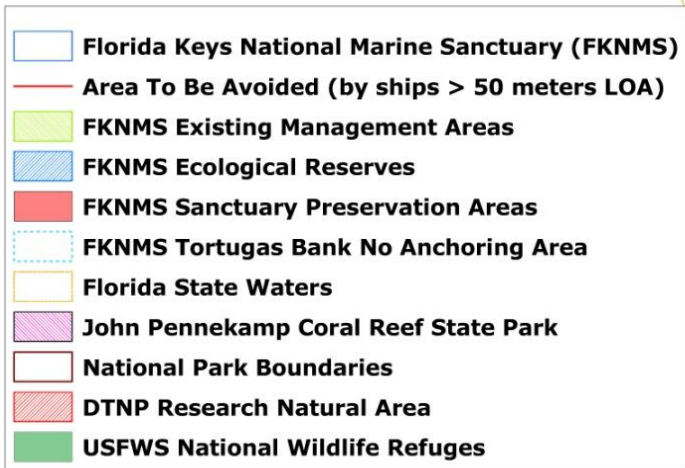 Florida Keys National Marine Sanctuary (FKNMS)
Area To Be Avoided (by ships > 50 meters LOA)
FKNMS Existing Management Areas
FKNMS Ecological Reserves
FKNMS Sanctuary Preservation Areas
FKNMS Tortugas Bank No Anchoring Area
Florida State Waters
John Pennekamp Coral Reef State Park
National Park Boundaries
DTNP Research Natural Area
USFWS National Wildlife Refuges